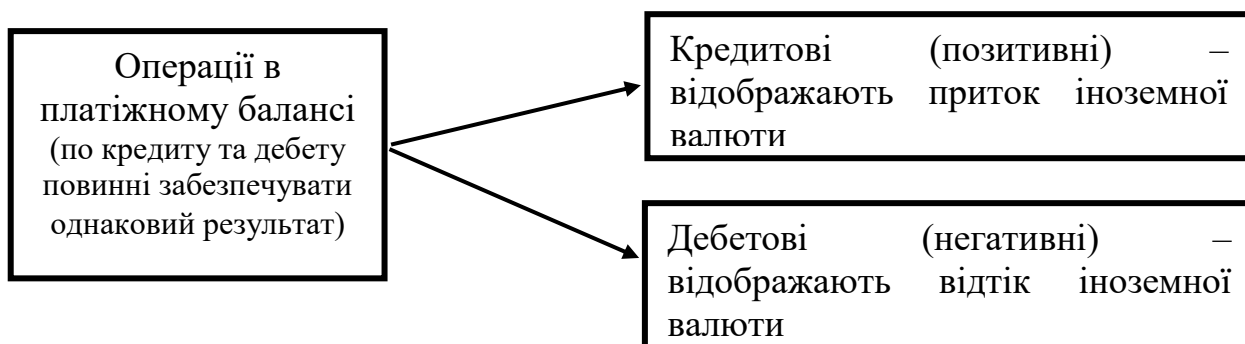 Операції в
платіжному балансі
(по кредиту та дебету
повинні забезпечувати
однаковий результат)
Кредитові (позитивні) –
відображають приток іноземної
валюти
Дебетові (негативні) –
відображають відтік іноземної
валюти